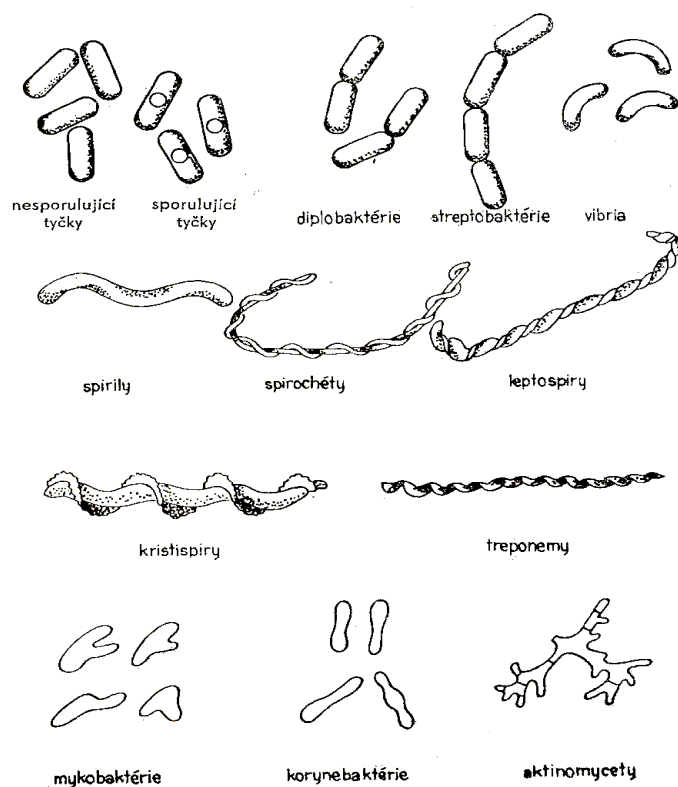 nesporulující
tyčky
sporulující
tyčky
diplobaktérie
streptobaktérie
vibria
spirily
spirochéty
leptospiry
kristispiry
treponemy
mykobaktérie
korynebaktérie
aktinomycety